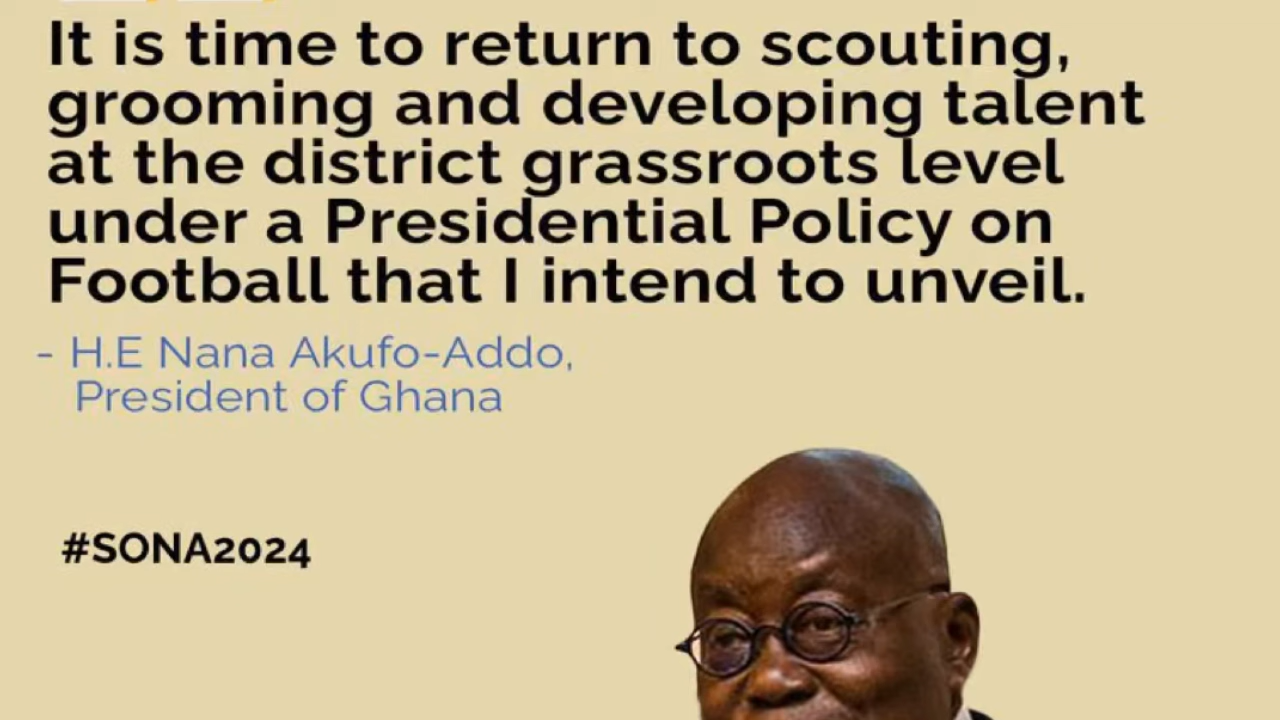 It is time to return to scouting,
grooming and developing talent
at the district grassroots level
under a Presidential Policy on
Football that I intend to unveil.
- H.E Nana Akufo-Addo,
President of Ghana
#SONA2024